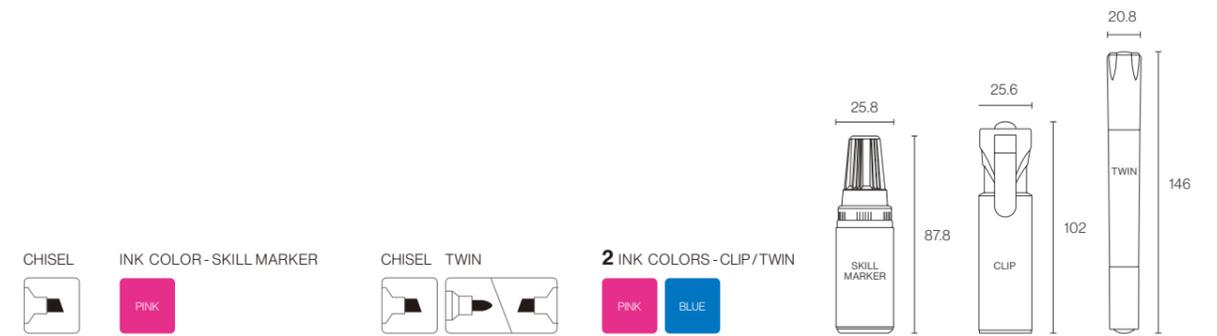 20.8
25.6
25.8
TWIN
146
87.8
102
CHISEL
INK COLOR - SKILL MARKER
CHISEL TWIN
2 INK COLORS - CLIP / TWIN
SKILL
MARKER
CLIP
PINK
PINK
BLUE